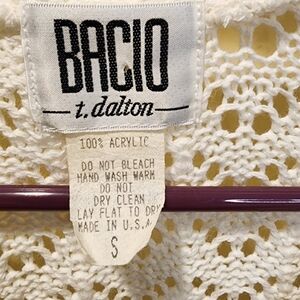 BACIO
t. dalton
100% ACRYLIC
DO NOT BLEACH
HAND WASH WARM
DO NOT
DRY CLEAN
LAY FLAT TO DRY
MADE IN U.S.A.
S